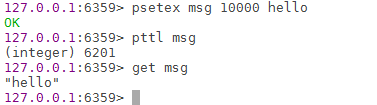 127.0.0.1:6359> psetex msg 10000 hello
OK
127.0.0.1:6359> pttl msg
(integer) 6201
127.0.0.1:6359> get msg
"hello"
127.0.0.1:6359>